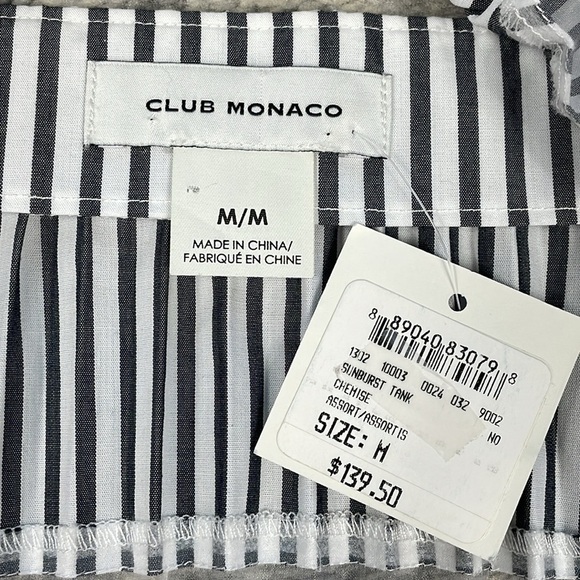 CLUB MONACO
M/M
MADE IN CHINA/
FABRIQUÉ EN CHINE
8 89040 83079 8
1302 10003 0024 032 9002
SUNBURST TANK NO
CHEMISE
ASSORT/ASSORTIS
SIZE: M
$139.50